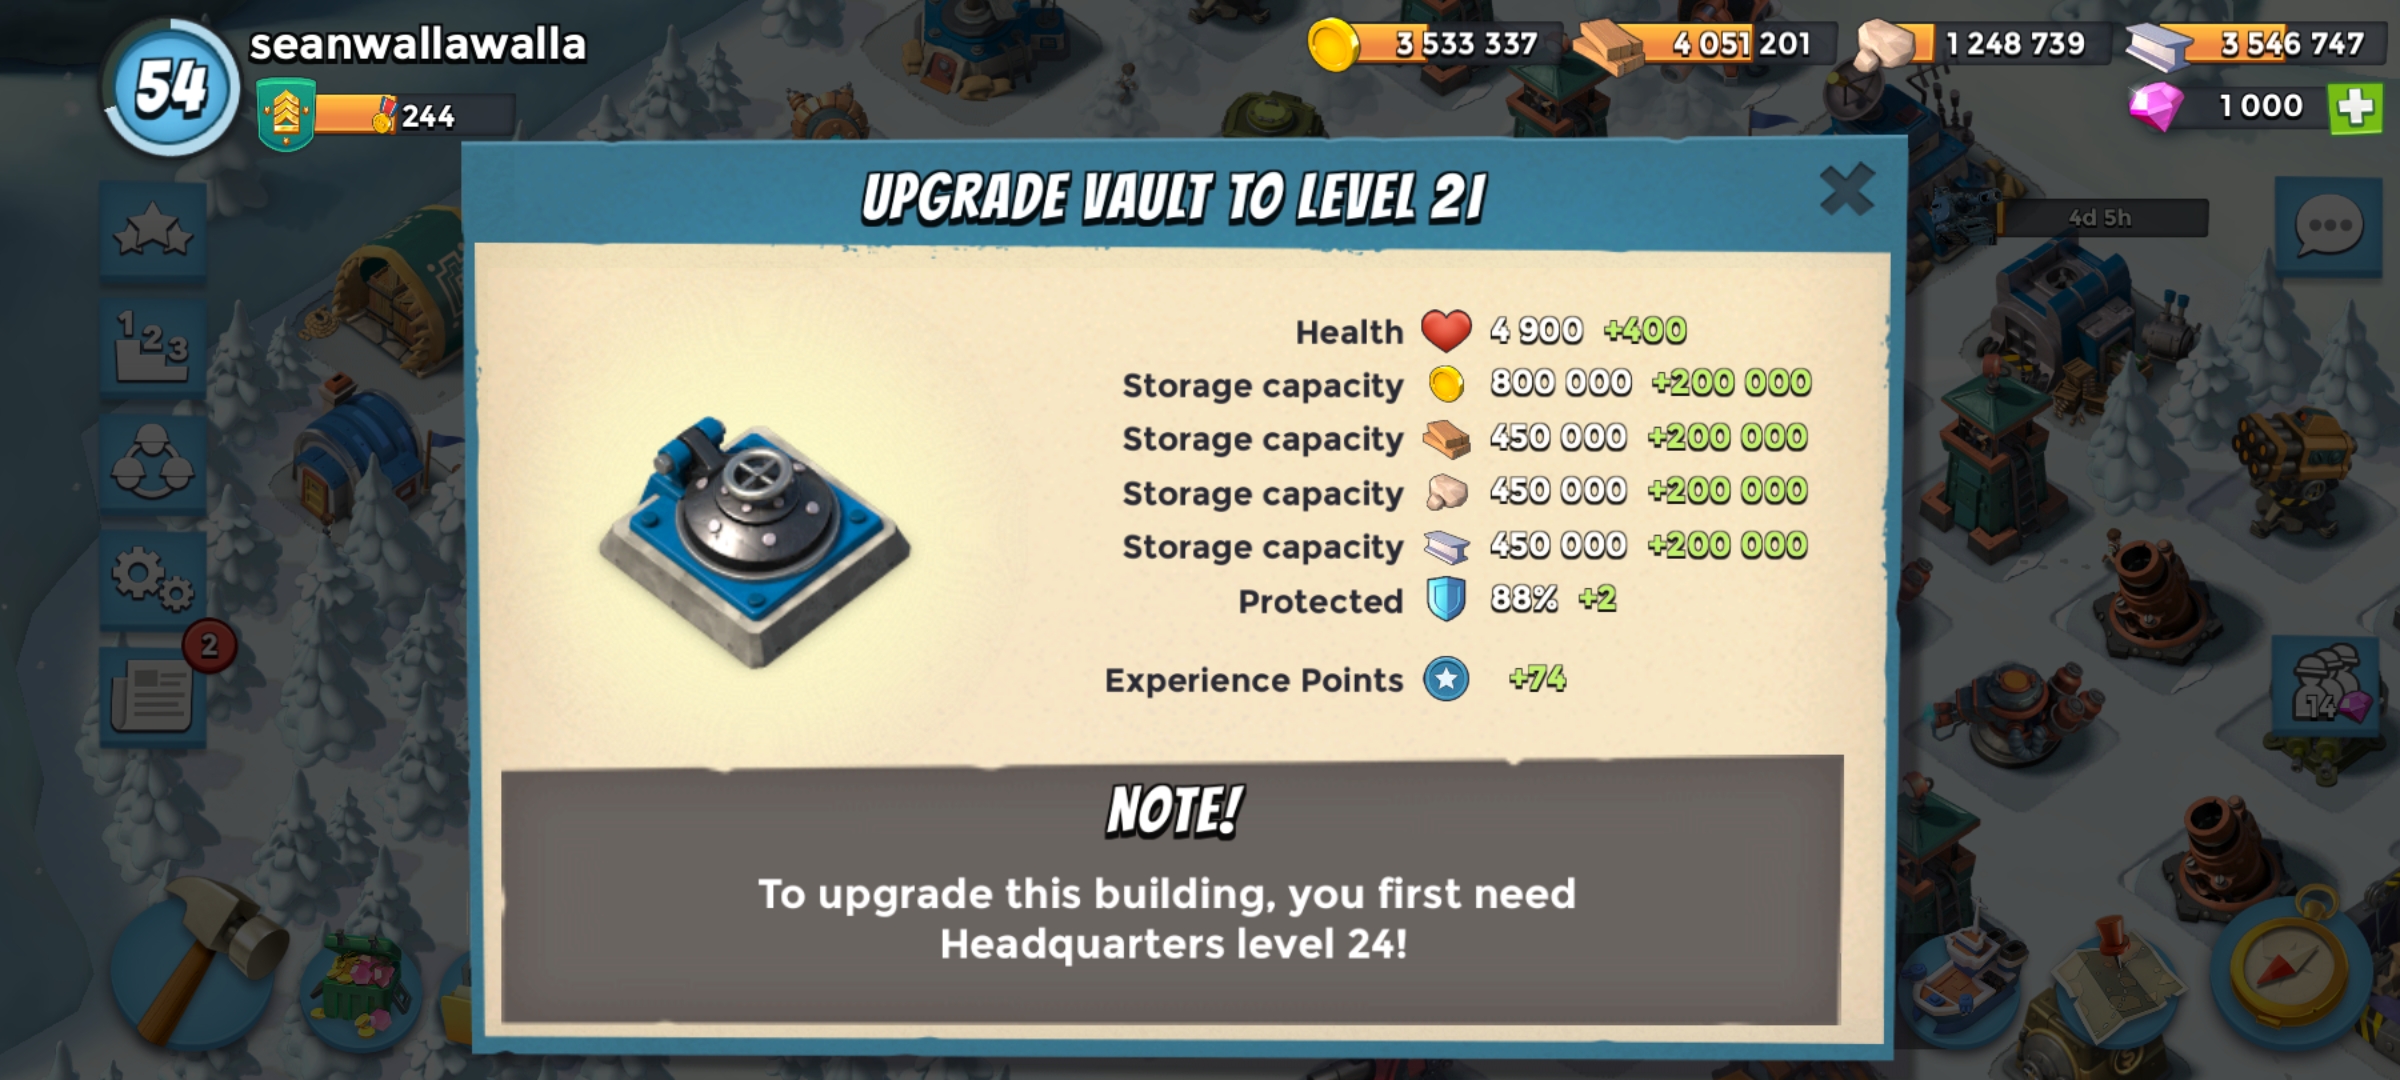 54
seanwallawalla
244
3 533 337
4 051 201
1 248 739
3 546 747
1 000
UPGRADE VAULT TO LEVEL 21
4d 5h
1 2 3
Health 4 900 +400
Storage capacity 800 000 +200 000
Storage capacity 450 000 +200 000
Storage capacity 450 000 +200 000
Storage capacity 450 000 +200 000
Protected 88% +2
Experience Points +74
2
14
NOTE!
To upgrade this building, you first need
Headquarters level 24!